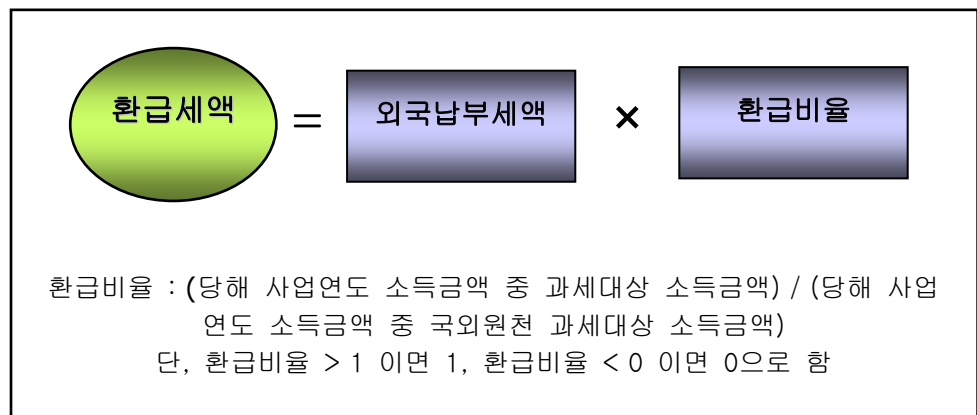 환급세액 = 외국납부세액 × 환급비율
환급비율 : (당해 사업연도 소득금액 중 과세대상 소득금액) / (당해 사업
연도 소득금액 중 국외원천 과세대상 소득금액)
단, 환급비율 > 1 이면 1, 환급비율 < 0 이면 0으로 함